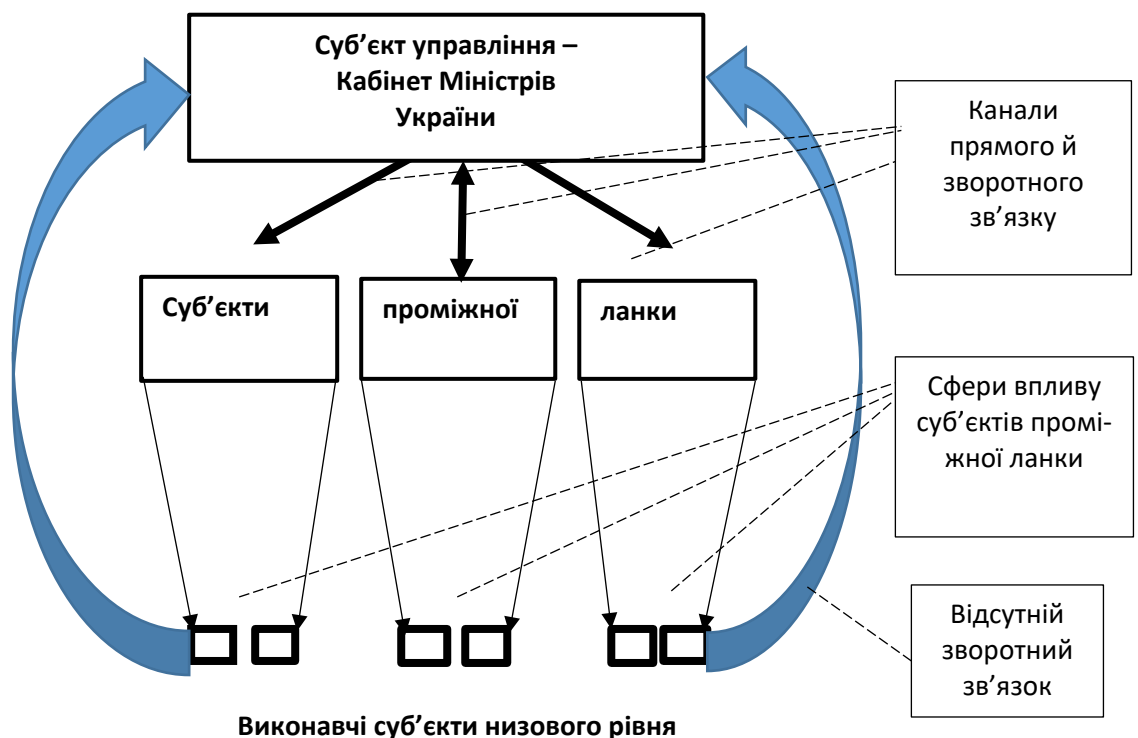 Суб’єкт управління –
Кабінет Міністрів
України
Канали
прямого й
зворотного
зв’язку
Суб’єкти
проміжної
ланки
Сфери впливу
суб’єктів промі-
жної ланки
Відсутній
зворотний
зв’язок
Виконавчі суб’єкти низового рівня